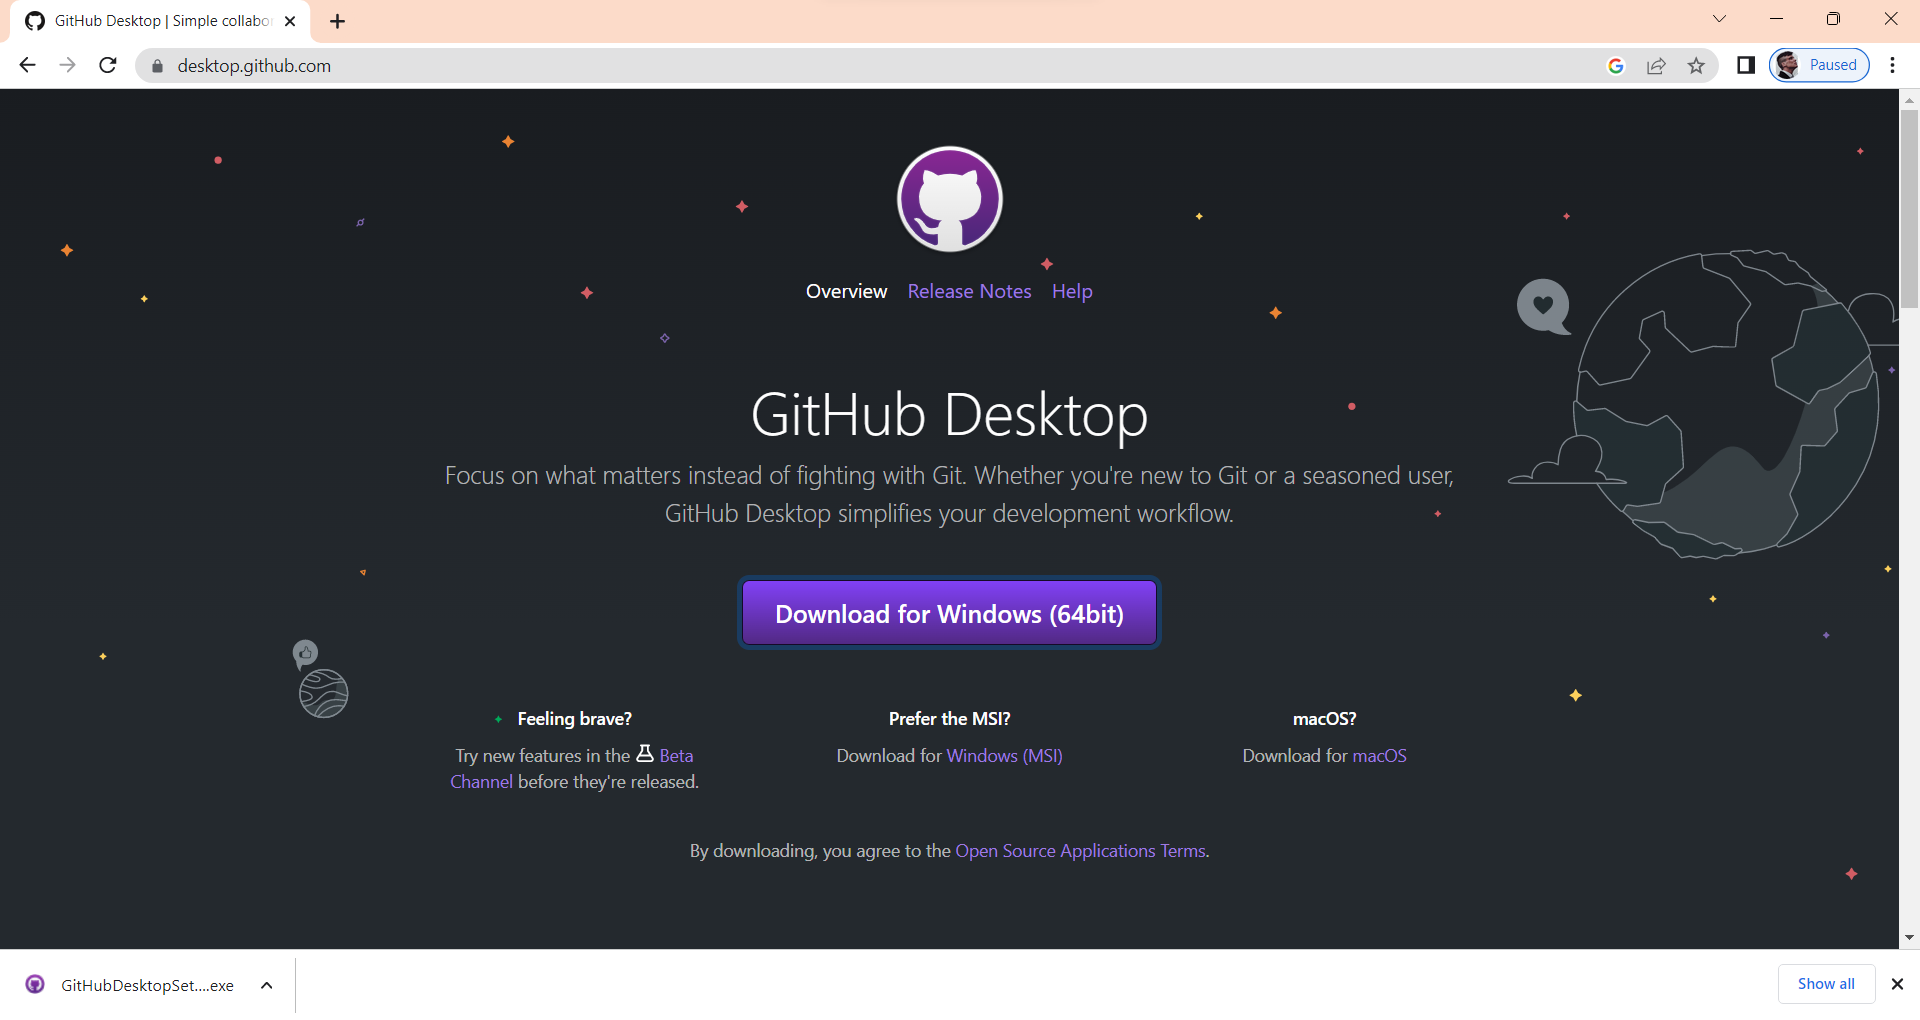 GitHub Desktop | Simple collabo
desktop.github.com
Paused
Overview Release Notes Help
GitHub Desktop
Focus on what matters instead of fighting with Git. Whether you're new to Git or a seasoned user,
GitHub Desktop simplifies your development workflow.
Download for Windows (64bit)
Feeling brave?
Try new features in the Beta
Channel before they're released.
Prefer the MSI?
Download for Windows (MSI)
macOS?
Download for macOS
By downloading, you agree to the Open Source Applications Terms.
GitHubDesktopSet....exe
Show all